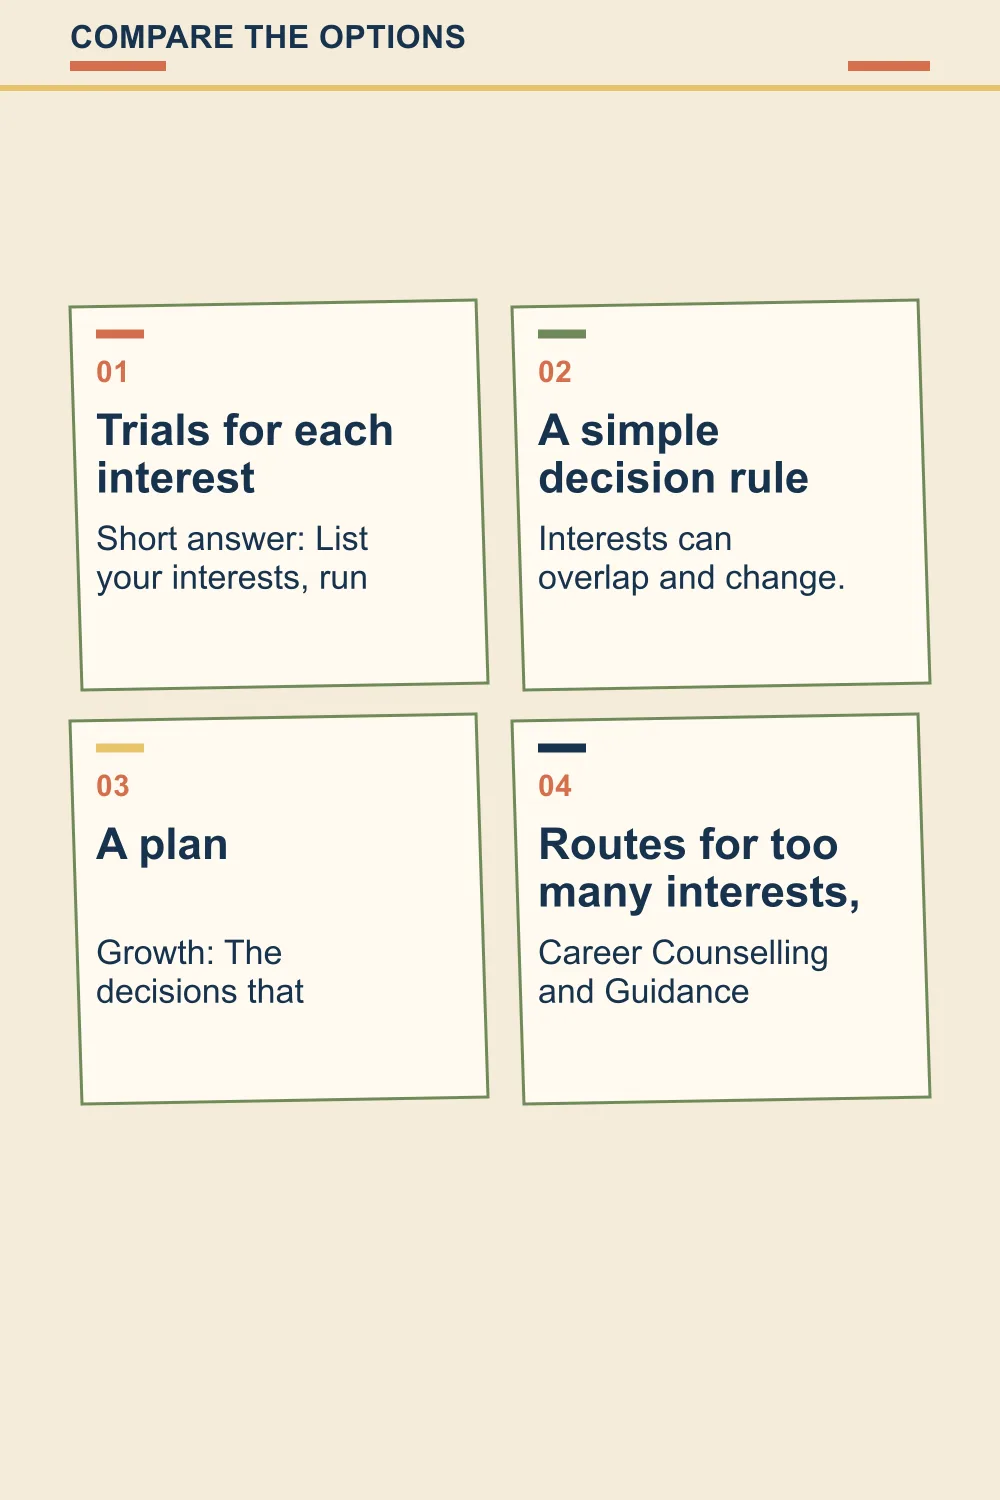 COMPARE THE OPTIONS
01
Trials for each
interest
Short answer: List
your interests, run
02
A simple
decision rule
Interests can
overlap and change.
03
A plan
Growth: The
decisions that
04
Routes for too
many interests,
Career Counselling
and Guidance